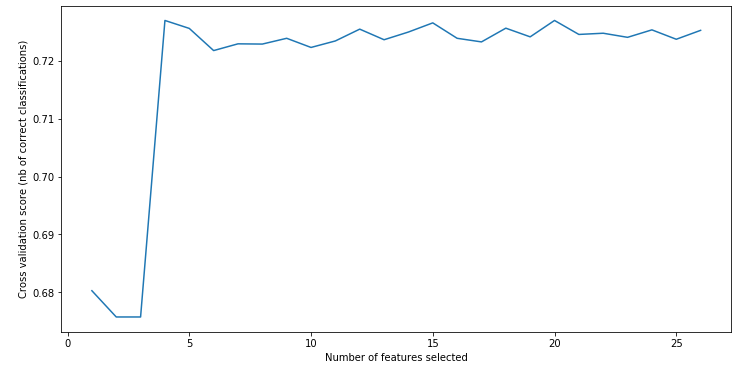 Cross validation score (nb of correct classifications)
0.72
0.71
0.70
0.69
0.68
0 5 10 15 20 25
Number of features selected